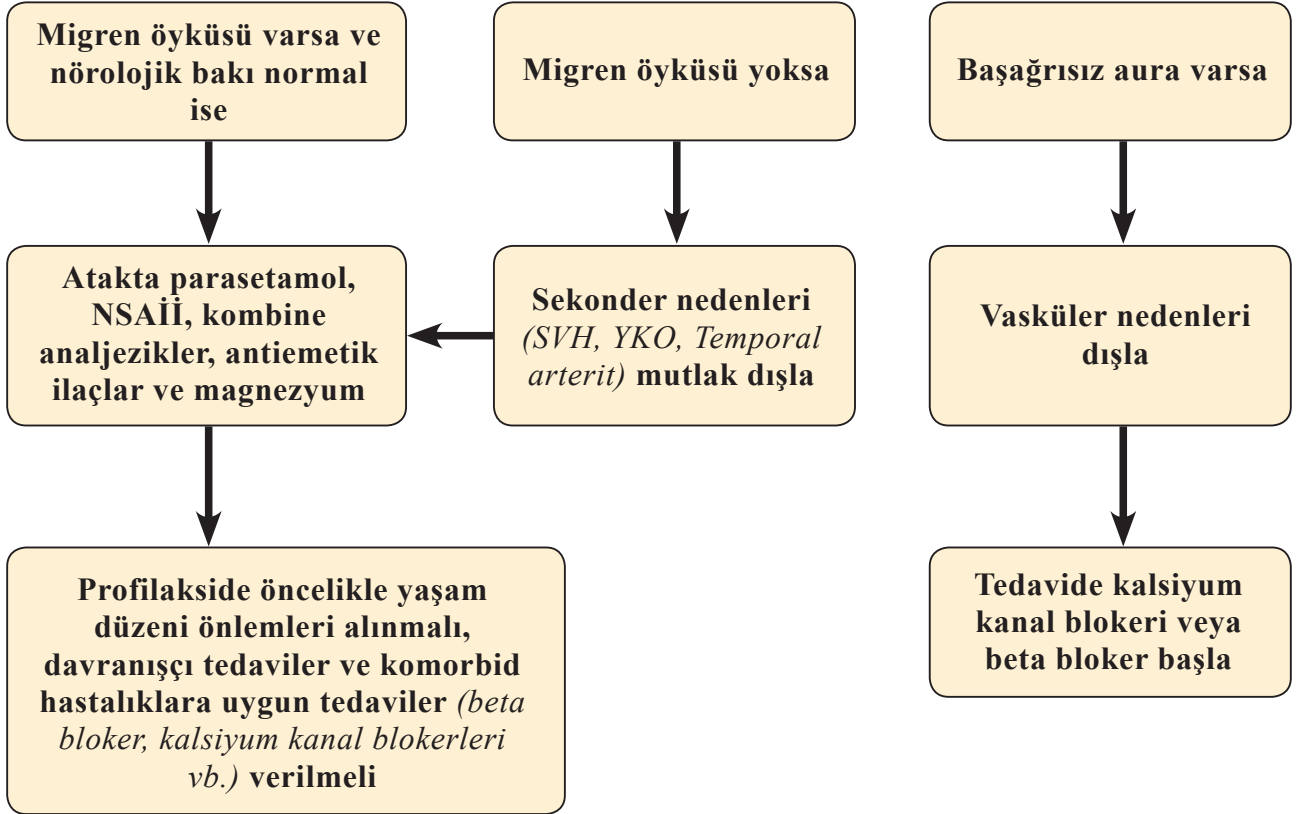 Migren öyküsü varsa ve
nörolojik bakı normal
ise
Migren öyküsü yoksa
Başağrısız aura varsa
Atakta parasetamol,
NSAİİ, kombine
analjezikler, antiemetik
ilaçlar ve magnezyum
Sekonder nedenleri
(SVH, YKO, Temporal
arterit) mutlak dışla
Vasküler nedenleri
dışla
Profilakside öncelikle yaşam
düzeni önlemleri alınmalı,
davranışçı tedaviler ve komorbid
hastalıklara uygun tedaviler (beta
bloker, kalsiyum kanal blokerleri
vb.) verilmeli
Tedavide kalsiyum
kanal blokeri veya
beta bloker başla